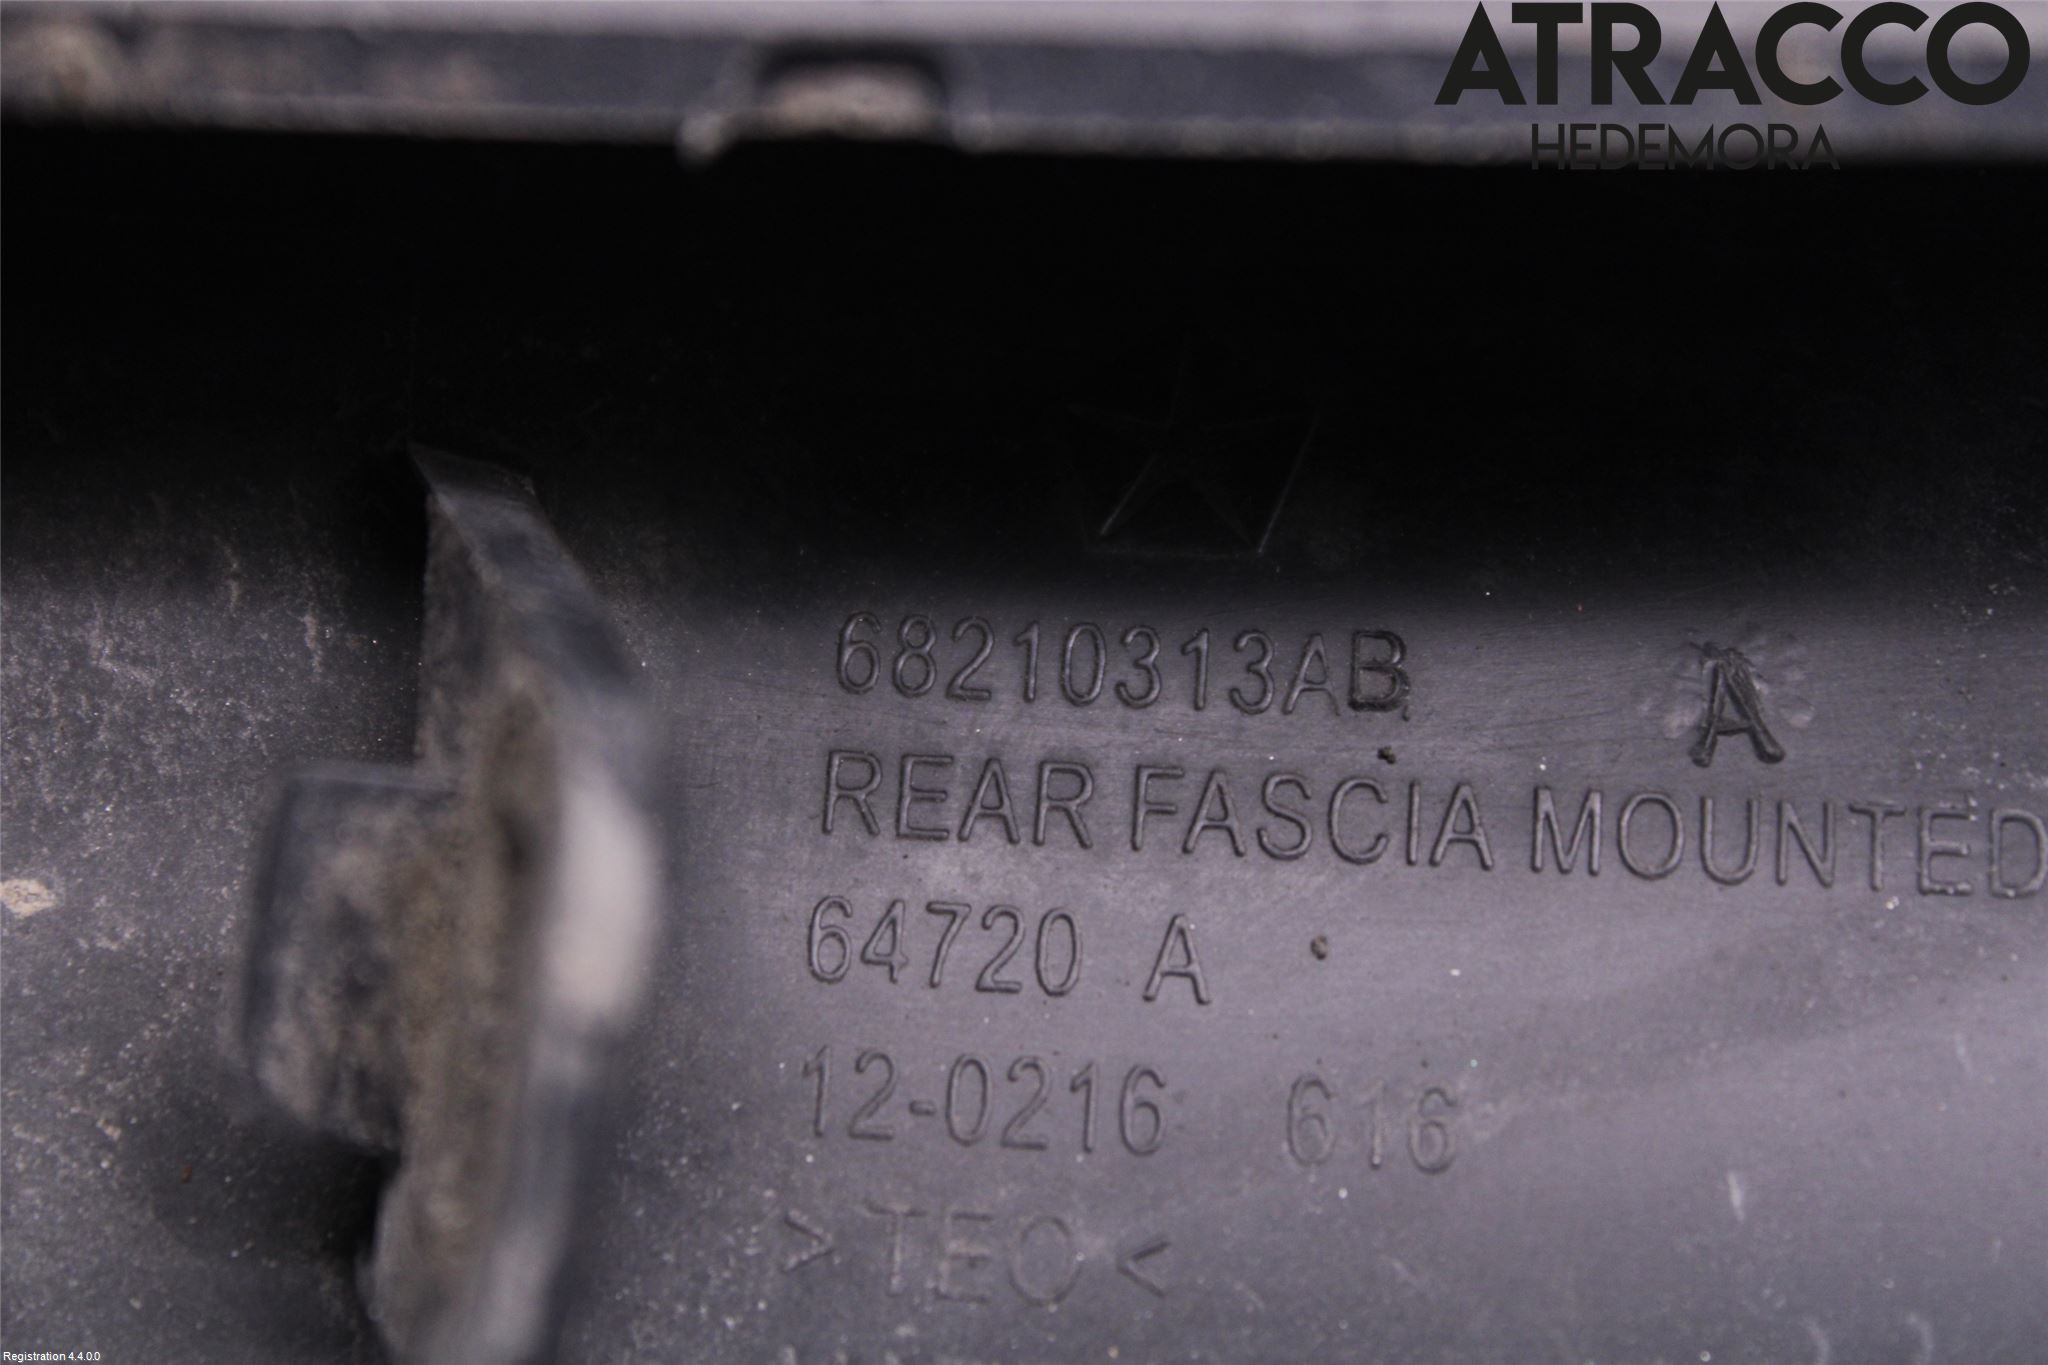 ATRACCO
HEDEMORA
68210313AB
A
REAR FASCIA MOUNTED
64720 A
12-0216 616
> TEO <
Registration 4.4.0.0